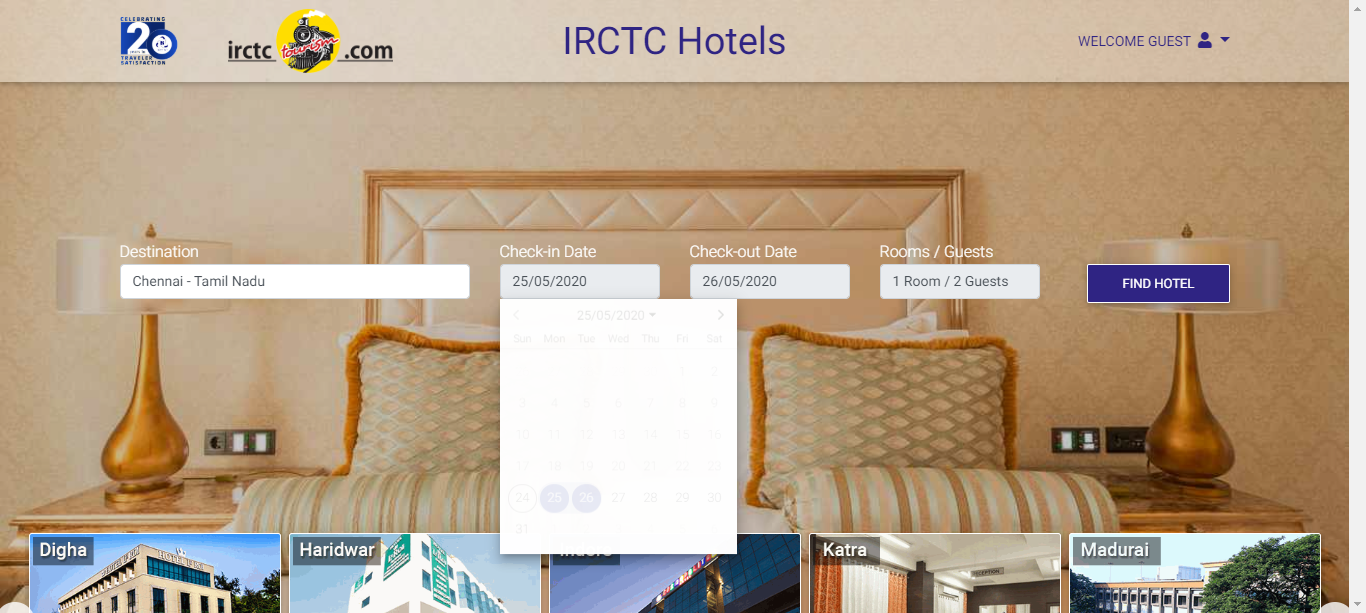 CELEBRATING
20
TRAVELER
SATISFACTION
irctc tourism .com
IRCTC Hotels
WELCOME GUEST
Destination
Check-in Date
Check-out Date
Rooms / Guests
Chennai - Tamil Nadu
25/05/2020
26/05/2020
1 Room / 2 Guests
FIND HOTEL
25/05/2020
Sun Mon Tue Wed Thu Fri Sat
1 2
3 4 5 6 7 8 9
10 11 12 13 14 15 16
17 18 19 20 21 22 23
24 25 26 27 28 29 30
31
Digha
Haridwar
Indore
Katra
Madurai
RECEPTION